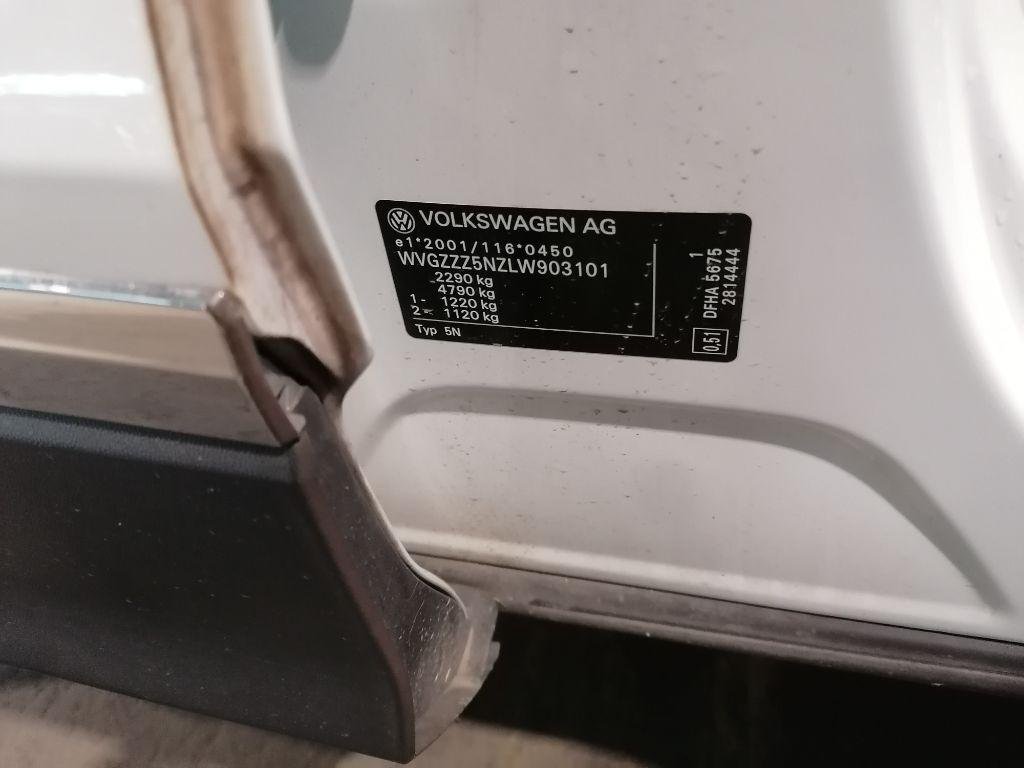 VOLKSWAGEN AG
e1*2001/116*0450
WVGZZZ5NZLW903101
2290 kg
4790 kg
1 - 1220 kg
2 - 1120 kg
Typ 5N
0,51
DFHA 5675 1
2814444